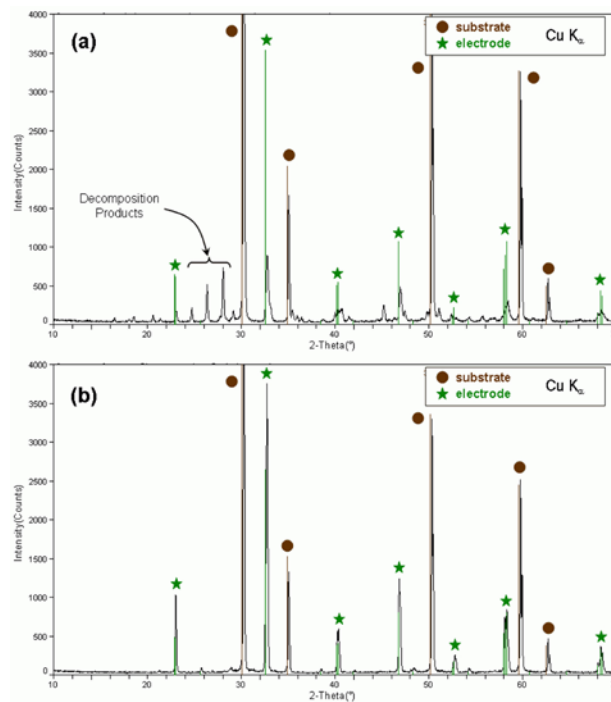 (a)
substrate
electrode
Cu Kα
Decomposition
Products
Intensity(Counts)
4000
3500
3000
2500
2000
1500
1000
500
0
10 20 30 40 50 60
2-Theta(°)
(b)
substrate
electrode
Cu Kα
Intensity(Counts)
4000
3500
3000
2500
2000
1500
1000
500
0
10 20 30 40 50 60
2-Theta(°)